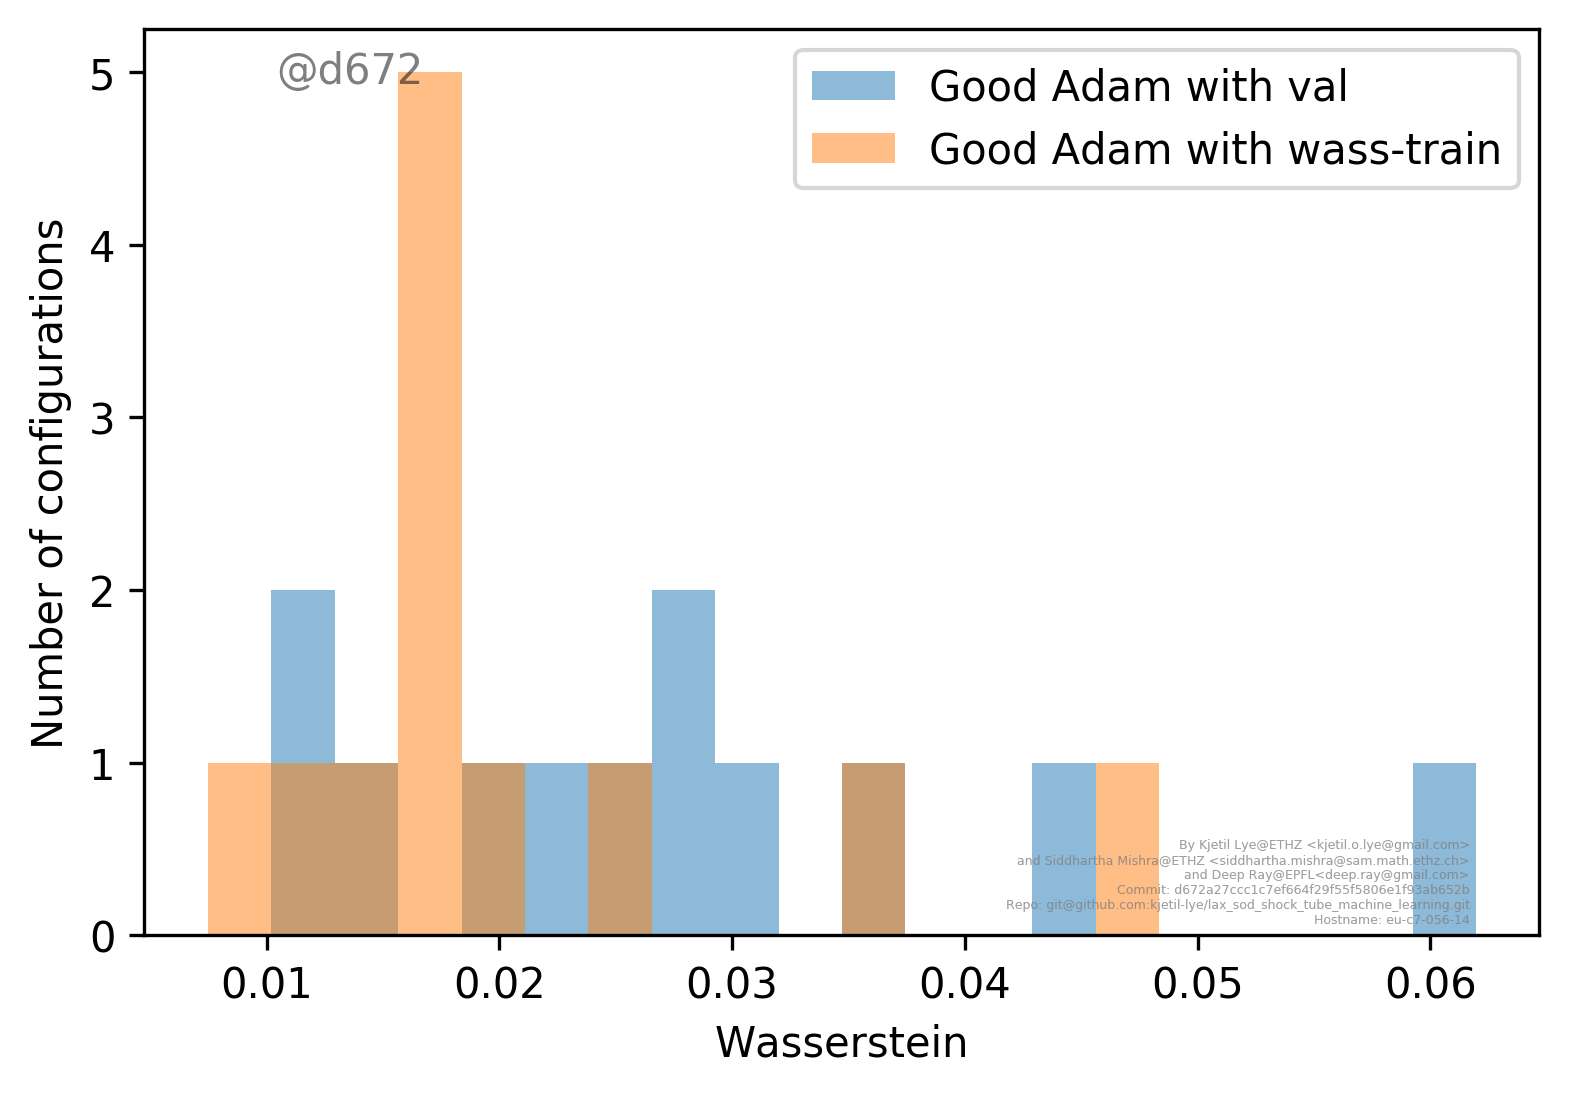 @d672
Good Adam with val
Good Adam with wass-train
Number of configurations
5
4
3
2
1
0
0.01 0.02 0.03 0.04 0.05 0.06
Wasserstein
By Kjetil Lye@ETHZ <kjetil.o.lye@gmail.com>
and Siddhartha Mishra@ETHZ <siddhartha.mishra@sam.math.ethz.ch>
and Deep Ray@EPFL<deep.ray@gmail.com>
Commit: d672a27ccc1c7ef664f29f55f5806e1f93ab652b
Repo: git@github.com:kjetil-lye/lax_sod_shock_tube_machine_learning.git
Hostname: eu-c7-056-14